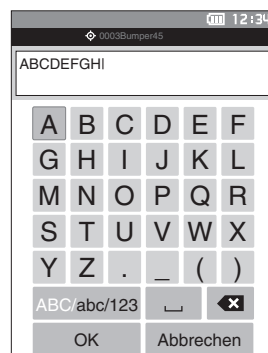 12:34
0003Bumper45
ABCDEFGHI
A B C D E F
G H I J K L
M N O P Q R
S T U V W X
Y Z . _ ( )
ABC/abc/123
OK Abbrechen